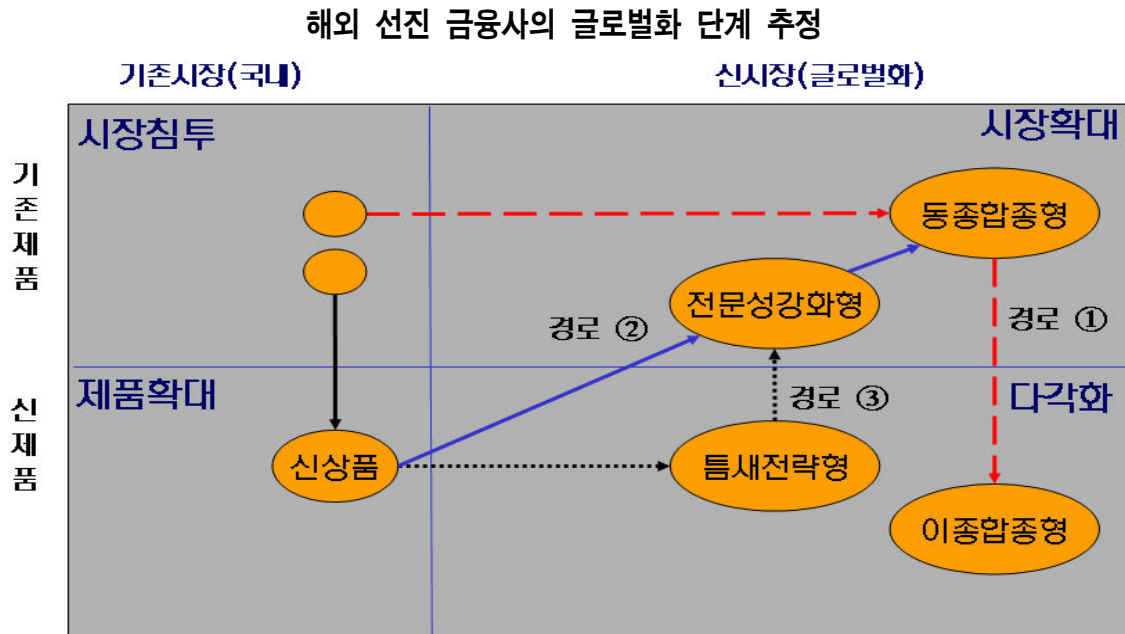 해외 선진 금융사의 글로벌화 단계 추정
기존시장(국내)
신시장(글로벌화)
시장침투
시장확대
기존제품
동종합종형
전문성강화형
경로 ②
경로 ①
제품확대
경로 ③
다각화
신제품
신상품
틈새전략형
이종합종형